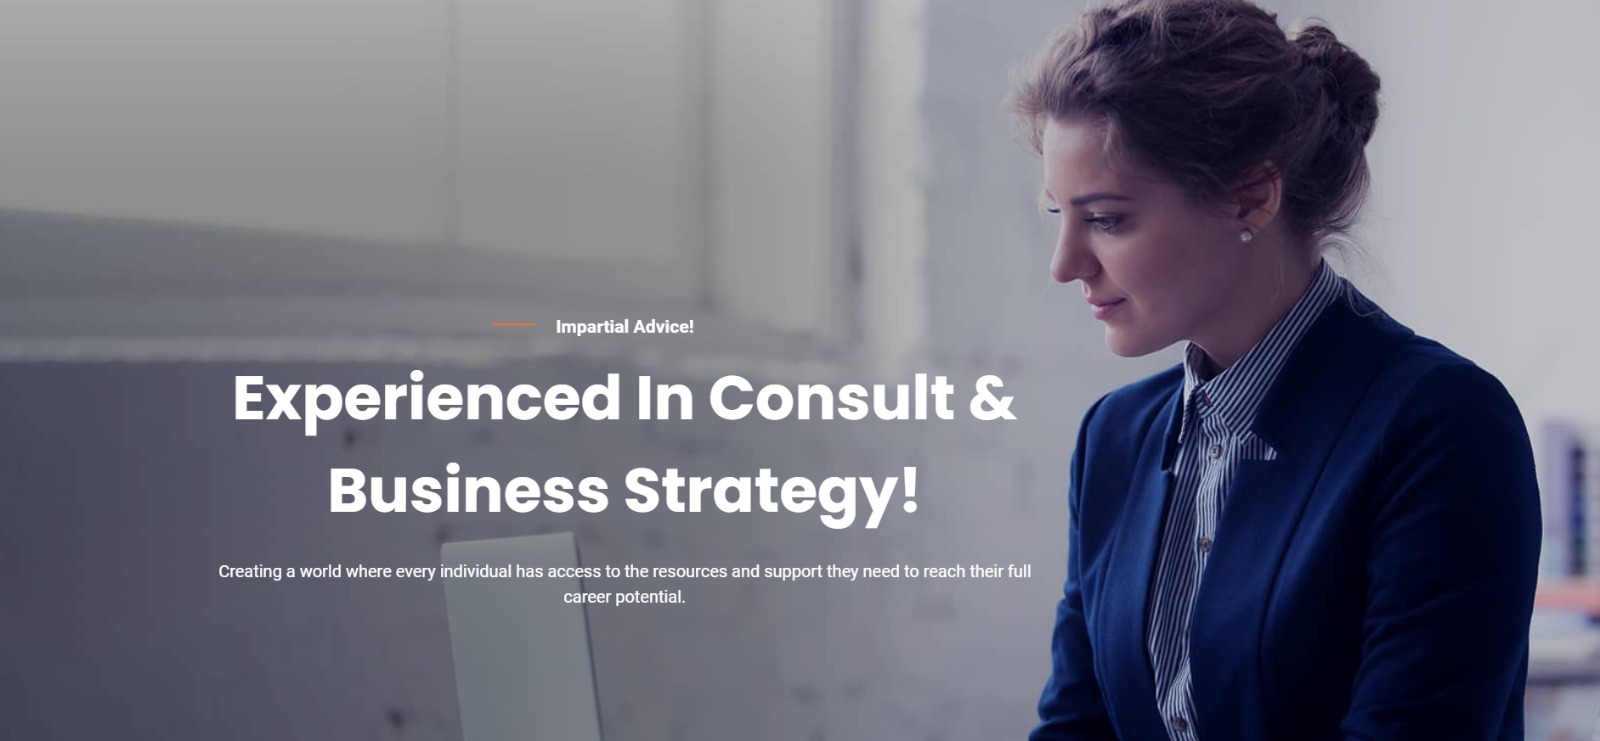 Impartial Advice!
Experienced In Consult &
Business Strategy!
Creating a world where every individual has access to the resources and support they need to reach their full
career potential.